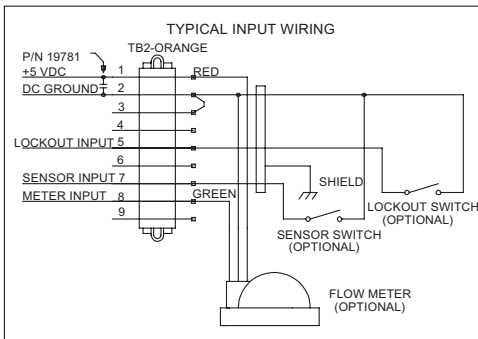 TYPICAL INPUT WIRING
TB2-ORANGE
P/N 19781
+5 VDC 1 RED
DC GROUND 2
3
4
LOCKOUT INPUT 5
6
SENSOR INPUT 7
METER INPUT 8 GREEN
9
SHIELD
LOCKOUT SWITCH
(OPTIONAL)
SENSOR SWITCH
(OPTIONAL)
FLOW METER
(OPTIONAL)